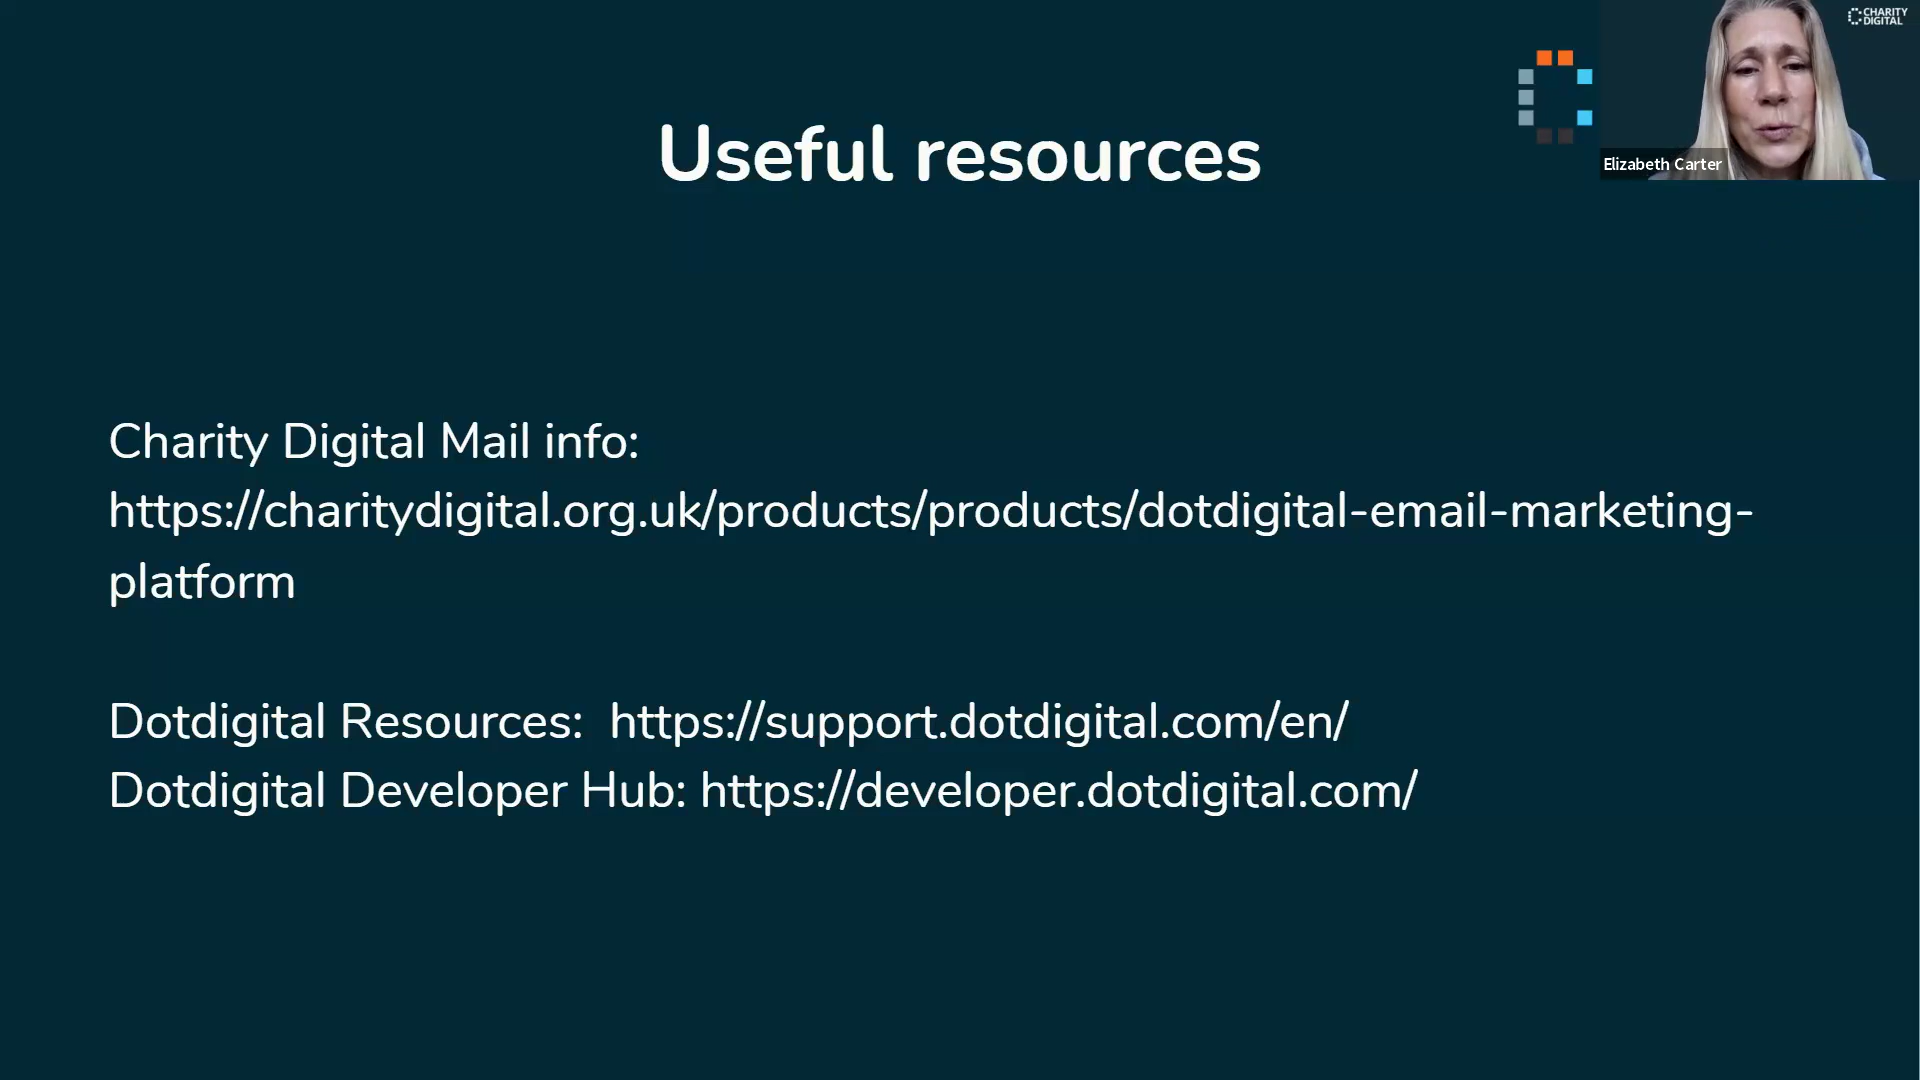 CHARITY
DIGITAL
Useful resources
Elizabeth Carter
Charity Digital Mail info:
https://charitydigital.org.uk/products/products/dotdigital-email-marketing-
platform
Dotdigital Resources:  https://support.dotdigital.com/en/
Dotdigital Developer Hub: https://developer.dotdigital.com/